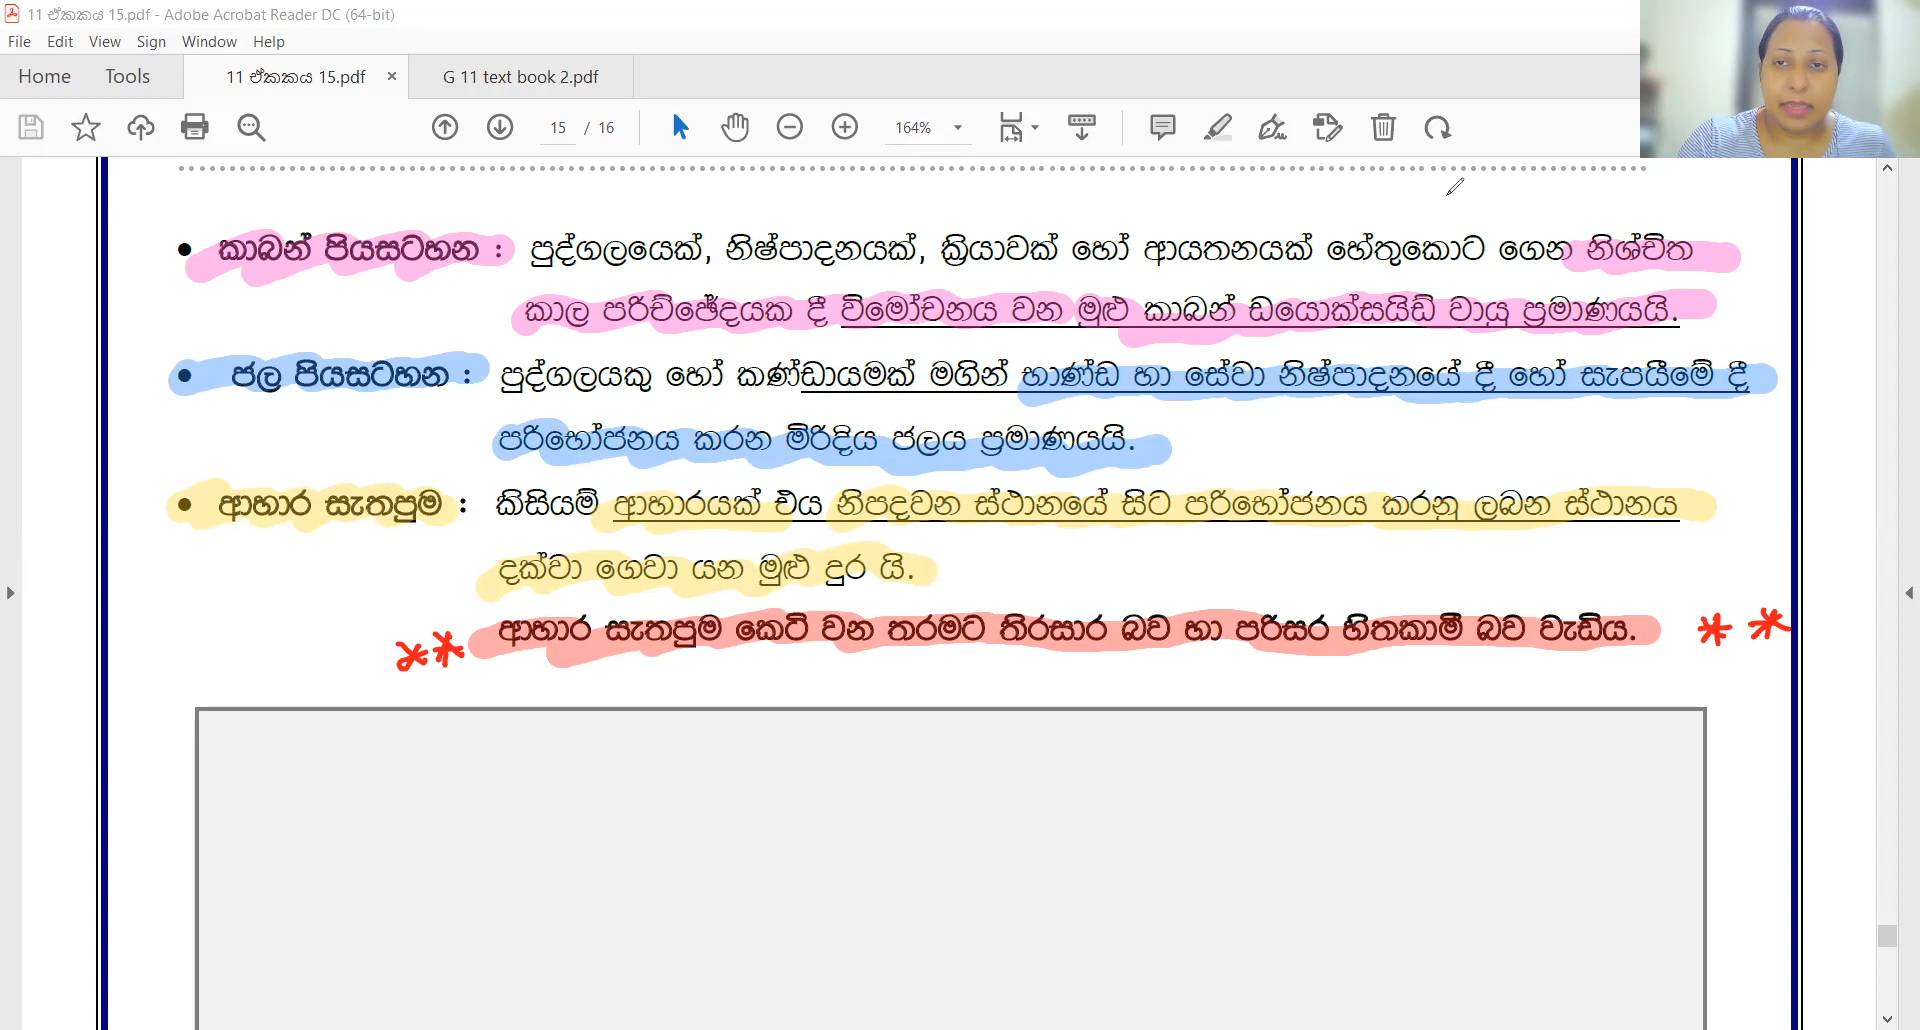 11 ඒකකය 15.pdf - Adobe Acrobat Reader DC (64-bit)
File Edit View Sign Window Help
Home Tools 11 ඒකකය 15.pdf × G 11 text book 2.pdf
15 / 16 164%
• කාබන් පියසටහන : පුද්ගලයෙක්, නිෂ්පාදනයක්, ක්‍රියාවක් හෝ ආයතනයක් හේතුකොට ගෙන නිශ්චිත
කාල පරිච්ඡේදයක දී විමෝචනය වන මුළු කාබන් ඩයොක්සයිඩ් වායු ප්‍රමාණයයි.
• ජල පියසටහන : පුද්ගලයකු හෝ කණ්ඩායමක් මගින් භාණ්ඩ හා සේවා නිෂ්පාදනයේ දී හෝ සැපයීමේ දී
පරිභෝජනය කරන මිරිදිය ජලය ප්‍රමාණයයි.
• ආහාර සැතපුම : කිසියම් ආහාරයක් එය නිපදවන ස්ථානයේ සිට පරිභෝජනය කරනු ලබන ස්ථානය
දක්වා ගෙවා යන මුළු දුර යි.
ආහාර සැතපුම කෙටි වන තරමට තිරසාර බව හා පරිසර හිතකාමී බව වැඩිය.